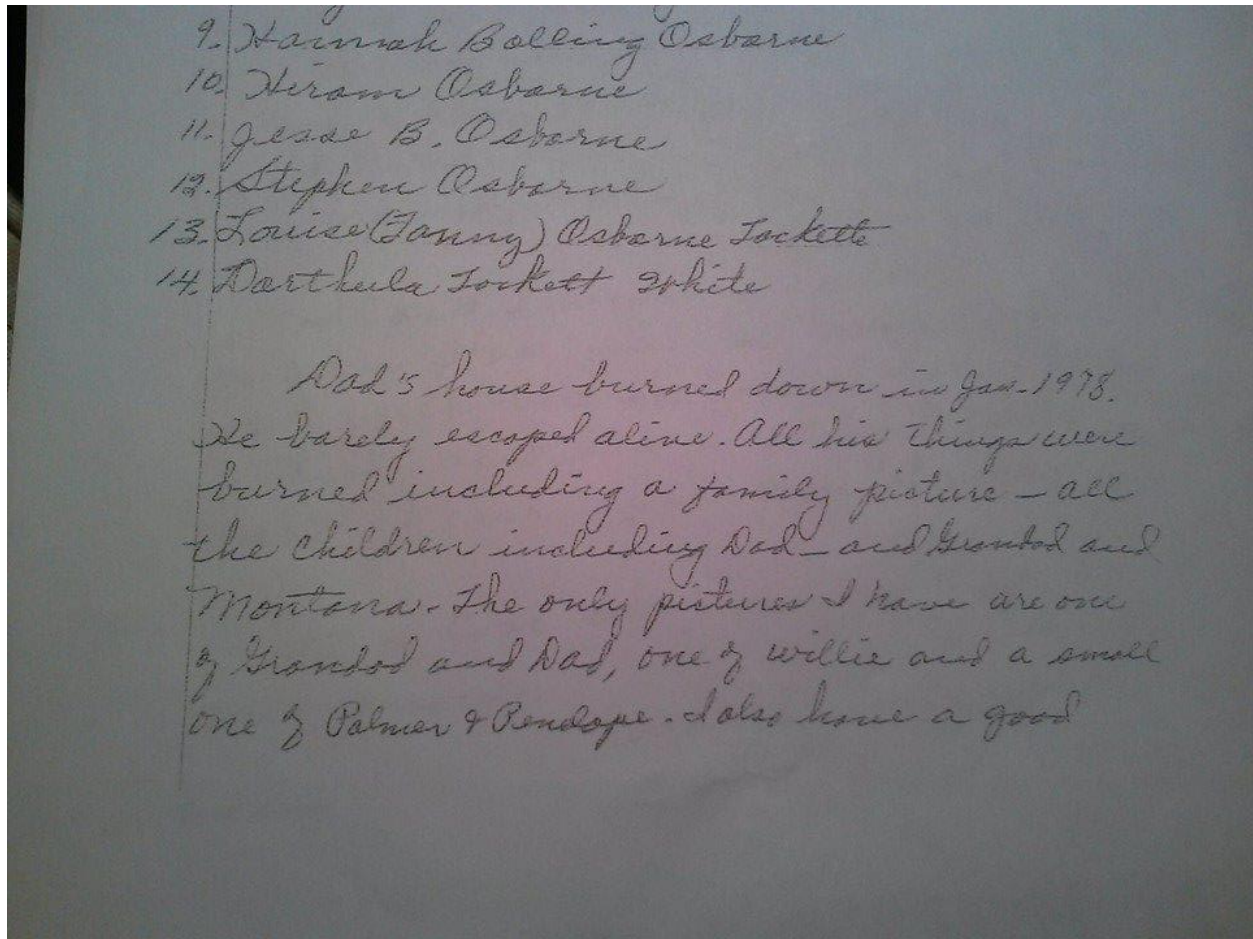 9. Hannah Bolling Osborne
10. Hiram Osborne
11. Jesse B. Osborne
12. Stephen Osborne
13. Louise (Fanny) Osborne Lockette
14. Darthula Lockett White
Dad's house burned down in Jan. 1978.
He barely escaped alive. All his things were
burned including a family picture - all
the children including Dad - and Grandad and
Montana. The only pictures I have are one
of Grandad and Dad, one of Willie and a small
one of Palmer & Penelope. I also have a good